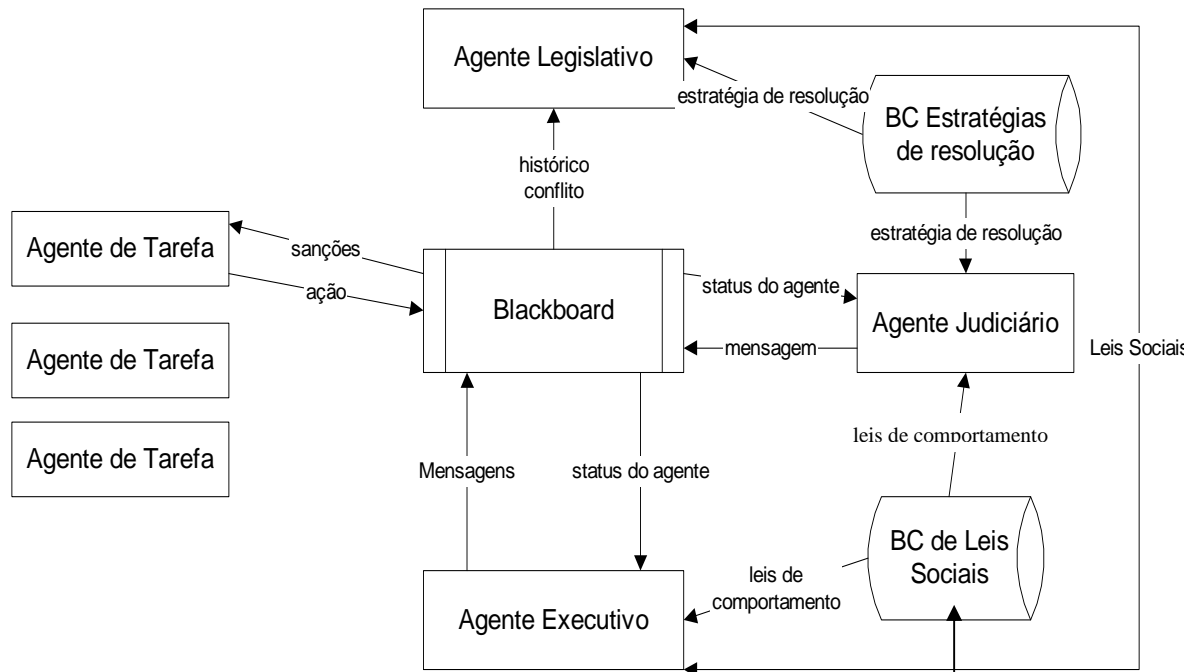 Agente Legislativo
estratégia de resolução
BC Estratégias
de resolução
histórico
conflito
Agente de Tarefa
sanções
ação
estratégia de resolução
Blackboard
status do agente
Agente Judiciário
mensagem
Leis Sociais
Agente de Tarefa
Agente de Tarefa
leis de comportamento
Mensagens
status do agente
BC de Leis
Sociais
leis de
comportamento
Agente Executivo